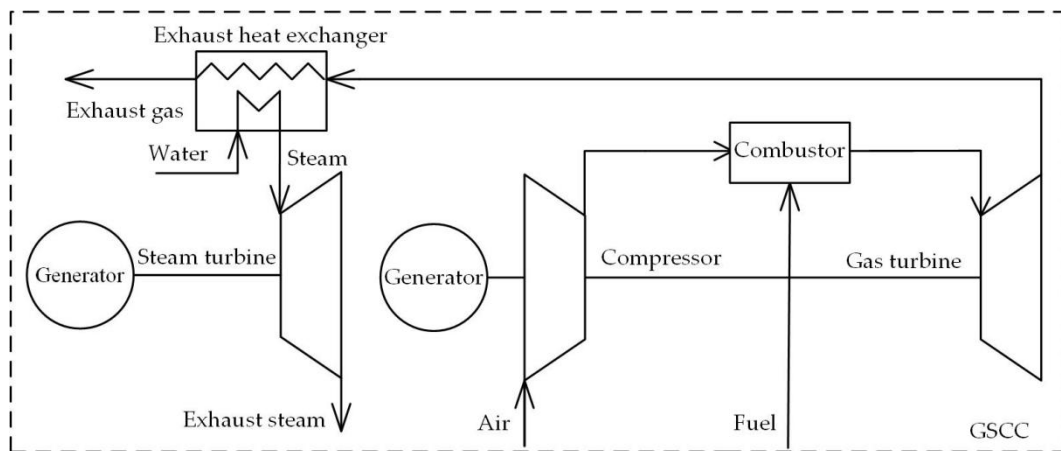 Exhaust heat exchanger
Exhaust gas
Water
Steam
Combustor
Generator
Steam turbine
Generator
Compressor
Gas turbine
Exhaust steam
Air
Fuel
GSCC